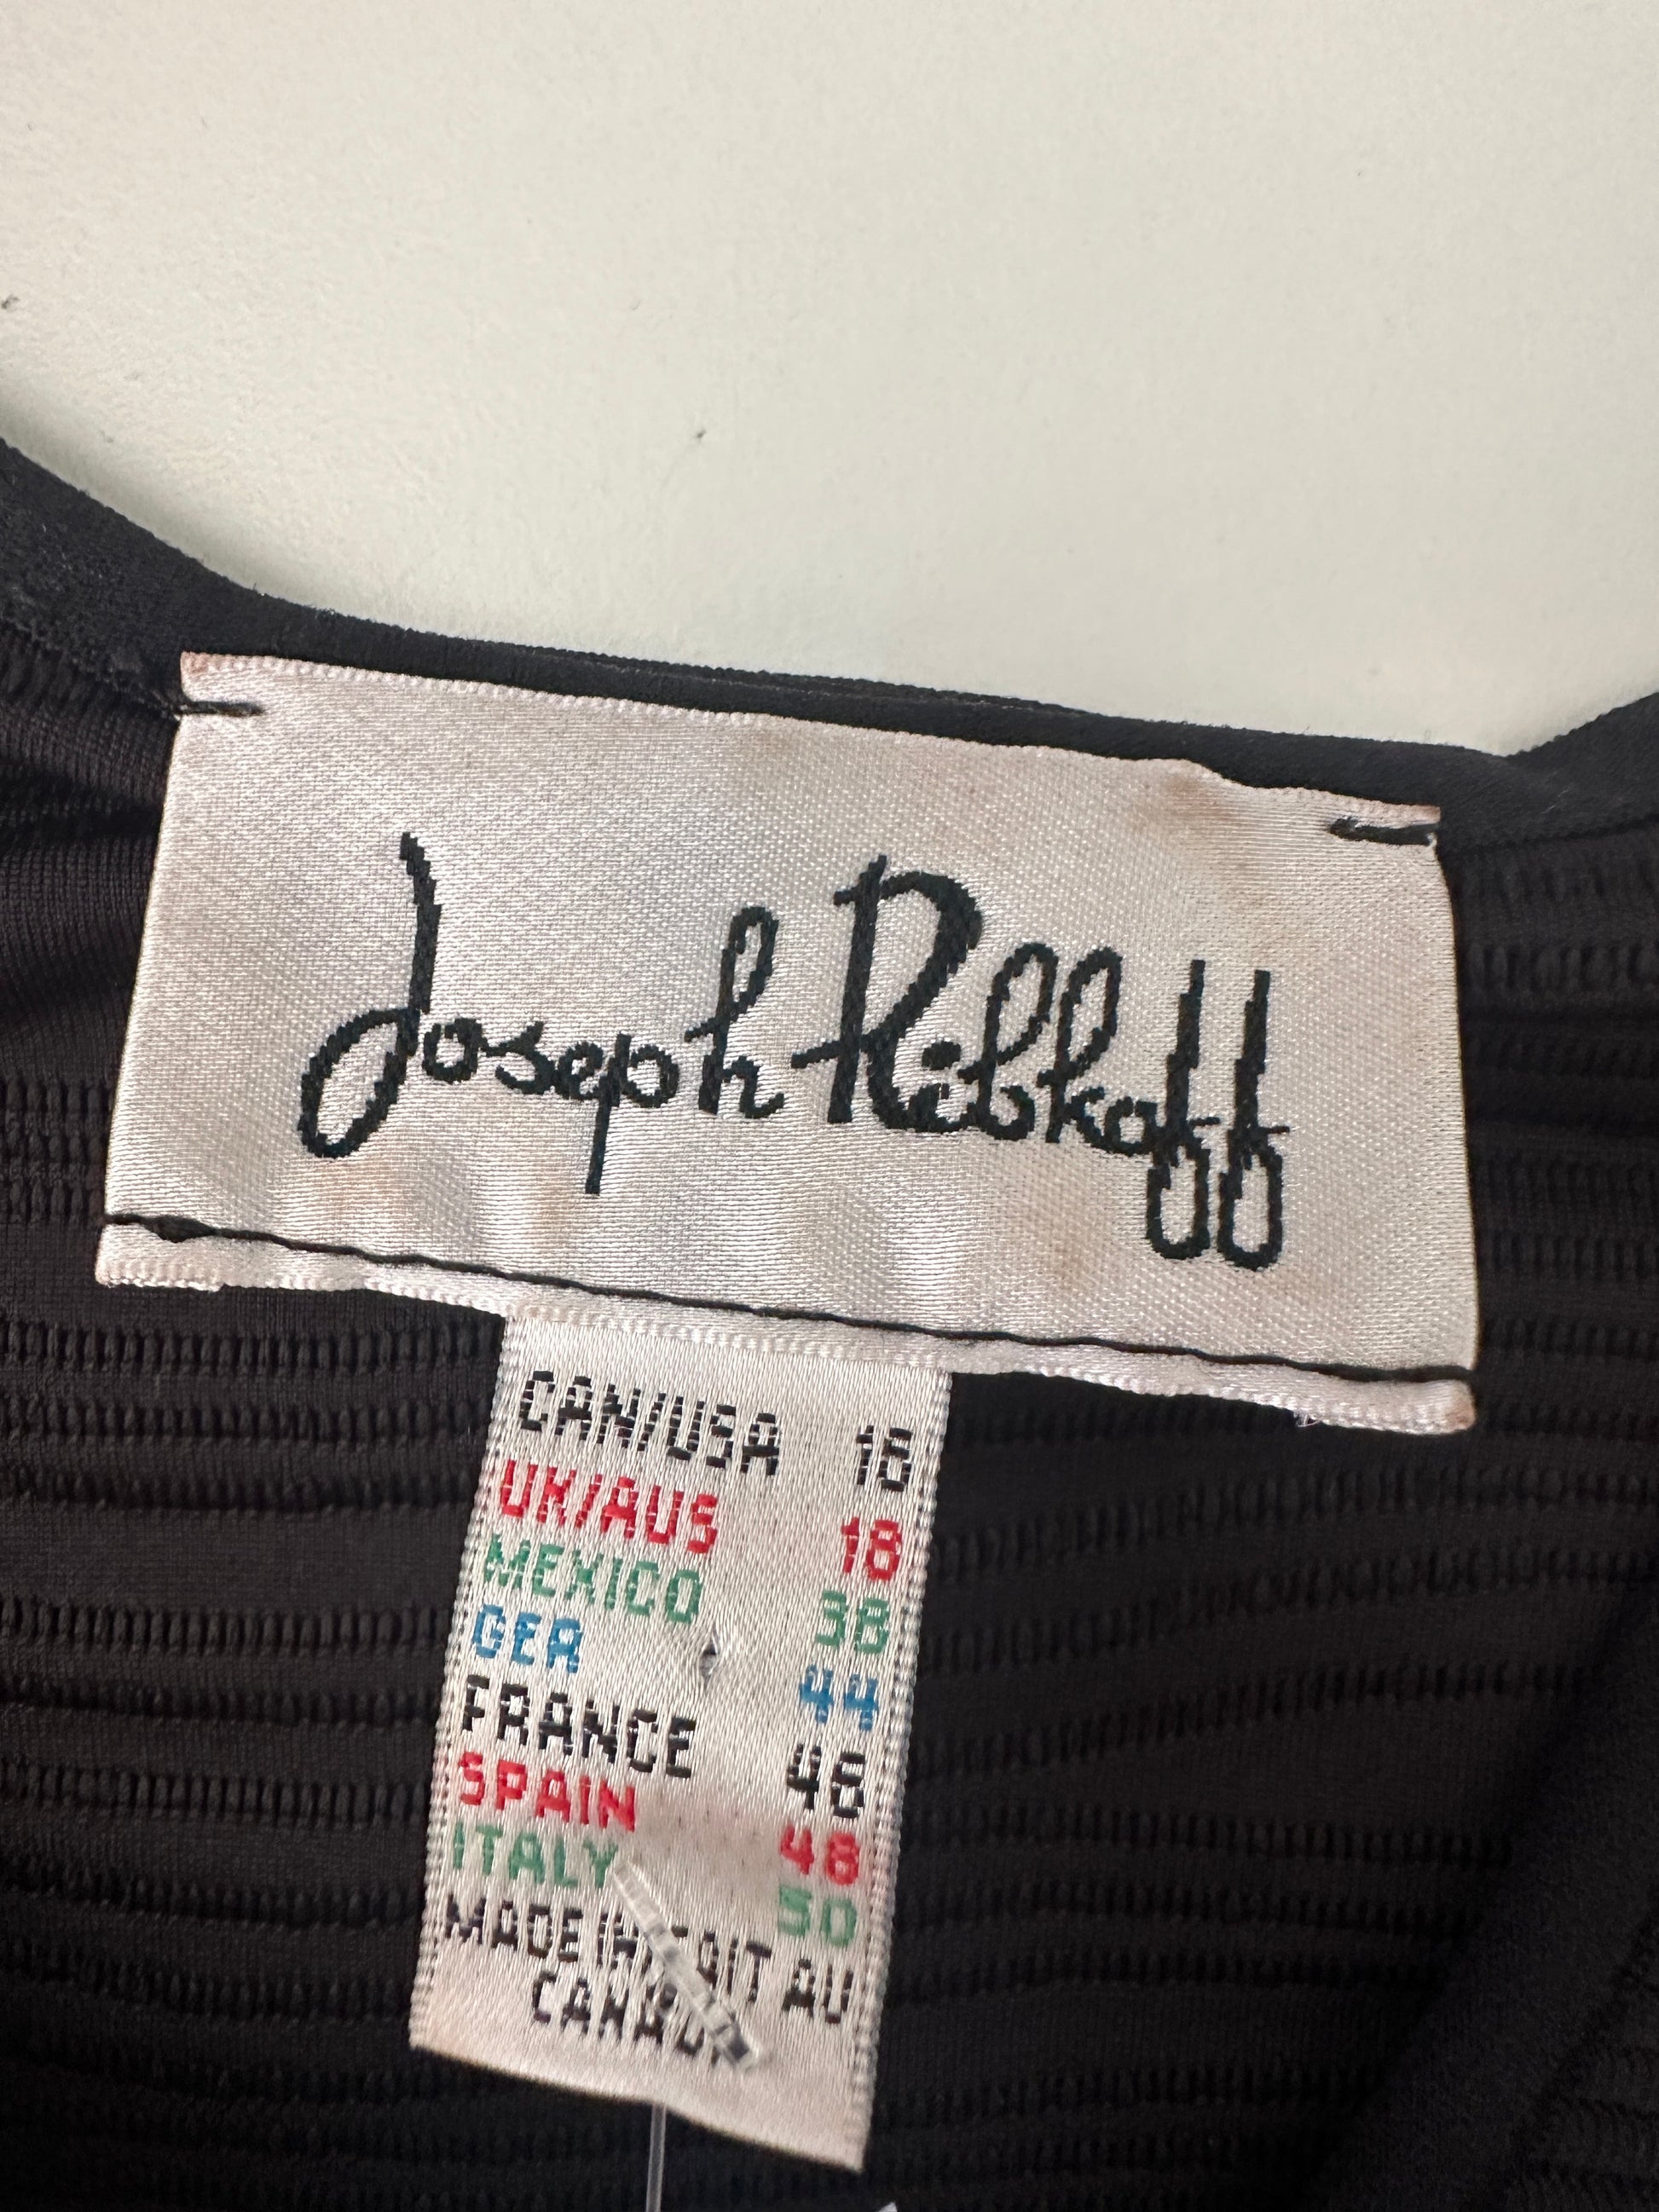 Joseph Ribkoff
CAN/USA 16
UK/AUS 18
MEXICO 38
GER 44
FRANCE 46
SPAIN 48
ITALY 50
MADE IN/FAIT AU
CANADA